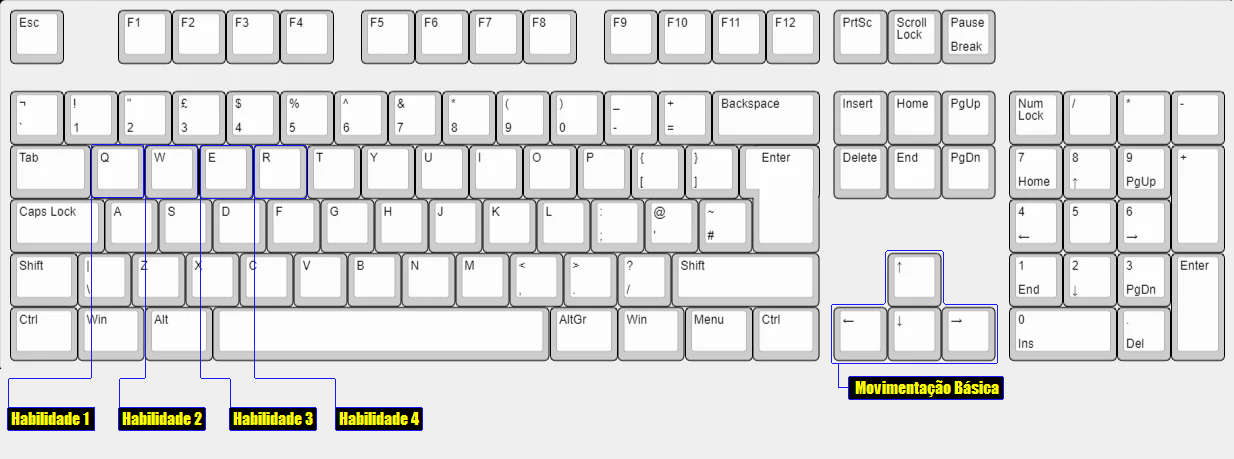 Esc F1 F2 F3 F4 F5 F6 F7 F8 F9 F10 F11 F12 PrtSc Scroll Lock Pause Break
¬ ` ! 1 " 2 £ 3 $ 4 % 5 ^ 6 & 7 * 8 ( 9 ) 0 _ - + = Backspace Insert Home PgUp Num Lock / * -
Tab Q W E R T Y U I O P { [ } ] Enter Delete End PgDn 7 Home 8 ↑ 9 PgUp +
Caps Lock A S D F G H J K L : ; @ ' ~ # 4 ← 5 6 →
Shift | \ Z X C V B N M < , > . ? / Shift ↑ 1 End 2 ↓ 3 PgDn Enter
Ctrl Win Alt AltGr Win Menu Ctrl ← ↓ → 0 Ins . Del
Movimentação Básica
Habilidade 1 Habilidade 2 Habilidade 3 Habilidade 4